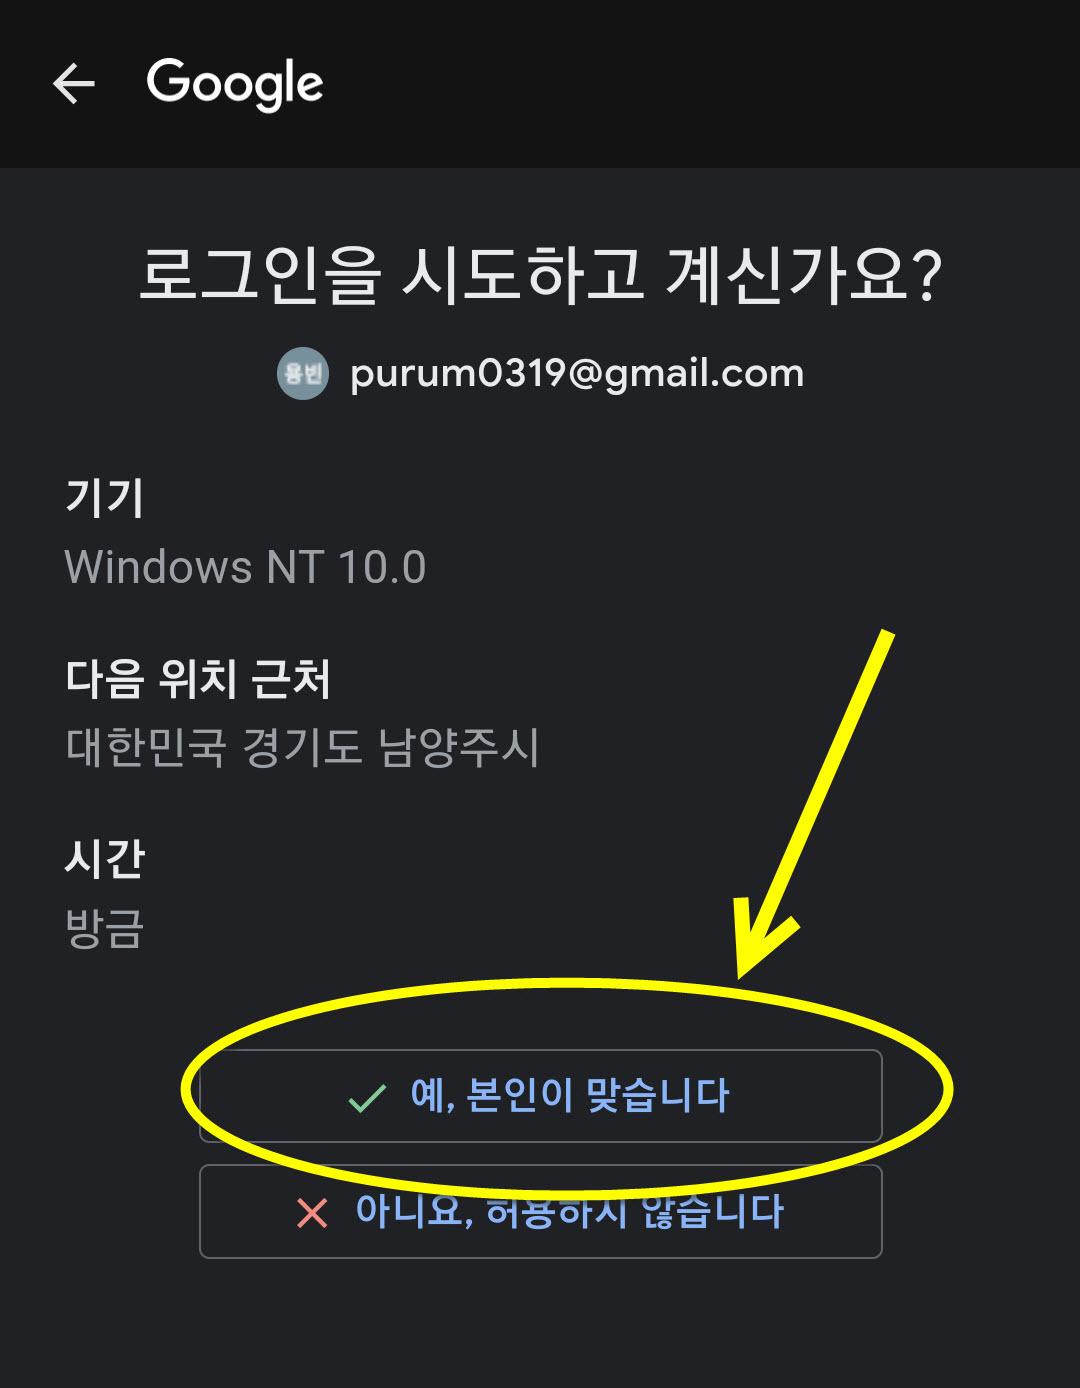 Google
로그인을 시도하고 계신가요?
용빈 purum0319@gmail.com
기기
Windows NT 10.0
다음 위치 근처
대한민국 경기도 남양주시
시간
방금
예, 본인이 맞습니다
아니요, 허용하지 않습니다